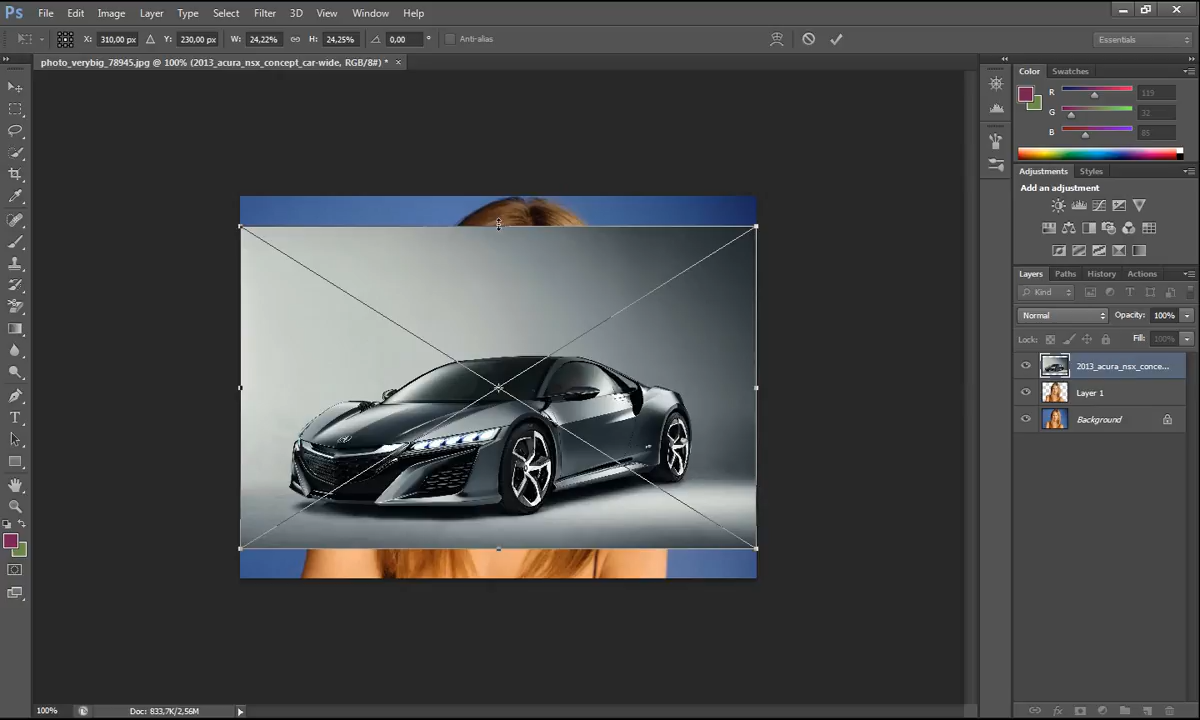 Ps File Edit Image Layer Type Select Filter 3D View Window Help
X: 310,00 px Y: 230,00 px W: 24,22% H: 24,25% 0,00 ° Anti-alias Essentials
photo_verybig_78945.jpg @ 100% (2013_acura_nsx_concept_car-wide, RGB/8#) * ×
Color Swatches
R 119
G 32
B 85
Adjustments Styles
Add an adjustment
Layers Paths History Actions
Kind
Normal Opacity: 100%
Lock: Fill: 100%
2013_acura_nsx_conce...
Layer 1
Background
100% Doc: 833,7K/2,56M